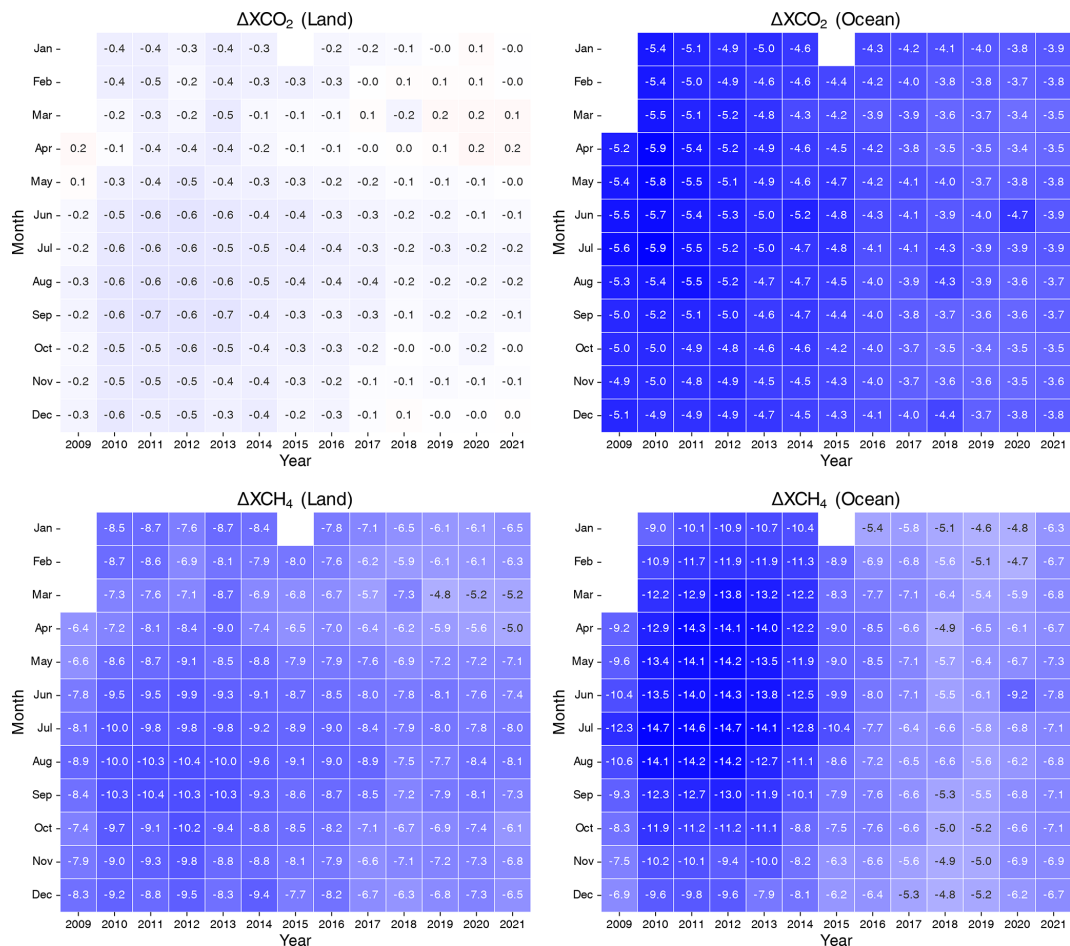 ΔXCO₂ (Land)
Jan -0.4 -0.4 -0.3 -0.4 -0.3 -0.2 -0.2 -0.1 -0.0 0.1 -0.0
Feb -0.4 -0.5 -0.2 -0.4 -0.3 -0.3 -0.3 -0.0 0.1 0.1 0.1 -0.0
Mar -0.2 -0.3 -0.2 -0.5 -0.1 -0.1 -0.1 0.1 -0.2 0.2 0.2 0.1
Apr 0.2 -0.1 -0.4 -0.4 -0.4 -0.2 -0.1 -0.1 -0.0 0.0 0.1 0.2 0.2
May 0.1 -0.3 -0.4 -0.5 -0.4 -0.3 -0.3 -0.2 -0.2 -0.1 -0.1 -0.1 -0.0
Jun -0.2 -0.5 -0.6 -0.6 -0.6 -0.4 -0.4 -0.3 -0.3 -0.2 -0.2 -0.1 -0.1
Jul -0.2 -0.6 -0.6 -0.6 -0.5 -0.5 -0.4 -0.4 -0.3 -0.2 -0.3 -0.2 -0.2
Aug -0.3 -0.6 -0.6 -0.6 -0.6 -0.5 -0.4 -0.4 -0.4 -0.2 -0.2 -0.2 -0.2
Sep -0.2 -0.6 -0.7 -0.6 -0.7 -0.4 -0.3 -0.3 -0.3 -0.1 -0.2 -0.2 -0.1
Oct -0.2 -0.5 -0.5 -0.6 -0.5 -0.4 -0.3 -0.3 -0.2 -0.0 -0.0 -0.2 -0.0
Nov -0.2 -0.5 -0.5 -0.5 -0.4 -0.4 -0.3 -0.2 -0.1 -0.1 -0.1 -0.1 -0.1
Dec -0.3 -0.6 -0.5 -0.5 -0.3 -0.4 -0.2 -0.3 -0.1 0.1 -0.0 -0.0 0.0
2009 2010 2011 2012 2013 2014 2015 2016 2017 2018 2019 2020 2021
Year
Month
ΔXCO₂ (Ocean)
Jan -5.4 -5.1 -4.9 -5.0 -4.6 -4.3 -4.2 -4.1 -4.0 -3.8 -3.9
Feb -5.4 -5.0 -4.9 -4.6 -4.6 -4.4 -4.2 -4.0 -3.8 -3.8 -3.7 -3.8
Mar -5.5 -5.1 -5.2 -4.8 -4.3 -4.2 -3.9 -3.9 -3.6 -3.7 -3.4 -3.5
Apr -5.2 -5.9 -5.4 -5.2 -4.9 -4.6 -4.5 -4.2 -3.8 -3.5 -3.5 -3.4 -3.5
May -5.4 -5.8 -5.5 -5.1 -4.9 -4.6 -4.7 -4.2 -4.1 -4.0 -3.7 -3.8 -3.8
Jun -5.5 -5.7 -5.4 -5.3 -5.0 -5.2 -4.8 -4.3 -4.1 -3.9 -4.0 -4.7 -3.9
Jul -5.6 -5.9 -5.5 -5.2 -5.0 -4.7 -4.8 -4.1 -4.1 -4.3 -3.9 -3.9 -3.9
Aug -5.3 -5.4 -5.5 -5.2 -4.7 -4.7 -4.5 -4.0 -3.9 -4.3 -3.9 -3.6 -3.7
Sep -5.0 -5.2 -5.1 -5.0 -4.6 -4.7 -4.4 -4.0 -3.8 -3.7 -3.6 -3.6 -3.7
Oct -5.0 -5.0 -4.9 -4.8 -4.6 -4.6 -4.2 -4.0 -3.7 -3.5 -3.4 -3.5 -3.5
Nov -4.9 -5.0 -4.8 -4.9 -4.5 -4.5 -4.3 -4.0 -3.7 -3.6 -3.6 -3.5 -3.6
Dec -5.1 -4.9 -4.9 -4.9 -4.7 -4.5 -4.3 -4.1 -4.0 -4.4 -3.7 -3.8 -3.8
2009 2010 2011 2012 2013 2014 2015 2016 2017 2018 2019 2020 2021
Year
Month
ΔXCH₄ (Land)
Jan -8.5 -8.7 -7.6 -8.7 -8.4 -7.8 -7.1 -6.5 -6.1 -6.1 -6.5
Feb -8.7 -8.6 -6.9 -8.1 -7.9 -8.0 -7.6 -6.2 -5.9 -6.1 -6.1 -6.3
Mar -7.3 -7.6 -7.1 -8.7 -6.9 -6.8 -6.7 -5.7 -7.3 -4.8 -5.2 -5.2
Apr -6.4 -7.2 -8.1 -8.4 -9.0 -7.4 -6.5 -7.0 -6.4 -6.2 -5.9 -5.6 -5.0
May -6.6 -8.6 -8.7 -9.1 -8.5 -8.8 -7.9 -7.9 -7.6 -6.9 -7.2 -7.2 -7.1
Jun -7.8 -9.5 -9.5 -9.9 -9.3 -9.1 -8.7 -8.5 -8.0 -7.8 -8.1 -7.6 -7.4
Jul -8.1 -10.0 -9.8 -9.8 -9.8 -9.2 -8.9 -9.0 -8.4 -7.9 -8.0 -7.8 -8.0
Aug -8.9 -10.0 -10.3 -10.4 -10.0 -9.6 -9.1 -9.0 -8.9 -7.5 -7.7 -8.4 -8.1
Sep -8.4 -10.3 -10.4 -10.3 -10.3 -9.3 -8.6 -8.7 -8.5 -7.2 -7.9 -8.1 -7.3
Oct -7.4 -9.7 -9.1 -10.2 -9.4 -8.8 -8.5 -8.2 -7.1 -6.7 -6.9 -7.4 -6.1
Nov -7.9 -9.0 -9.3 -9.8 -8.8 -8.8 -8.1 -7.9 -6.6 -7.1 -7.2 -7.3 -6.8
Dec -8.3 -9.2 -8.8 -9.5 -8.3 -9.4 -7.7 -8.2 -6.7 -6.3 -6.8 -7.3 -6.5
2009 2010 2011 2012 2013 2014 2015 2016 2017 2018 2019 2020 2021
Year
Month
ΔXCH₄ (Ocean)
Jan -9.0 -10.1 -10.9 -10.7 -10.4 -5.4 -5.8 -5.1 -4.6 -4.8 -6.3
Feb -10.9 -11.7 -11.9 -11.9 -11.3 -8.9 -6.9 -6.8 -5.6 -5.1 -4.7 -6.7
Mar -12.2 -12.9 -13.8 -13.2 -12.2 -8.3 -7.7 -7.1 -6.4 -5.4 -5.9 -6.8
Apr -9.2 -12.9 -14.3 -14.1 -14.0 -12.2 -9.0 -8.5 -6.6 -4.9 -6.5 -6.1 -6.7
May -9.6 -13.4 -14.1 -14.2 -13.5 -11.9 -9.0 -8.5 -7.1 -5.7 -6.4 -6.7 -7.3
Jun -10.4 -13.5 -14.0 -14.3 -13.8 -12.5 -9.9 -8.0 -7.1 -5.5 -6.1 -9.2 -7.8
Jul -12.3 -14.7 -14.6 -14.7 -14.1 -12.8 -10.4 -7.7 -6.4 -6.6 -5.8 -6.8 -7.1
Aug -10.6 -14.1 -14.2 -14.2 -12.7 -11.1 -8.6 -7.2 -6.5 -6.6 -5.6 -6.2 -6.8
Sep -9.3 -12.3 -12.7 -13.0 -11.9 -10.1 -7.9 -7.6 -6.6 -5.3 -5.5 -6.8 -7.1
Oct -8.3 -11.9 -11.2 -11.2 -11.1 -8.8 -7.5 -7.6 -6.6 -5.0 -5.2 -6.6 -7.1
Nov -7.5 -10.2 -10.1 -9.4 -10.0 -8.2 -6.3 -6.6 -5.6 -4.9 -5.0 -6.9 -6.9
Dec -6.9 -9.6 -9.8 -9.6 -7.9 -8.1 -6.2 -6.4 -5.3 -4.8 -5.2 -6.2 -6.7
2009 2010 2011 2012 2013 2014 2015 2016 2017 2018 2019 2020 2021
Year
Month